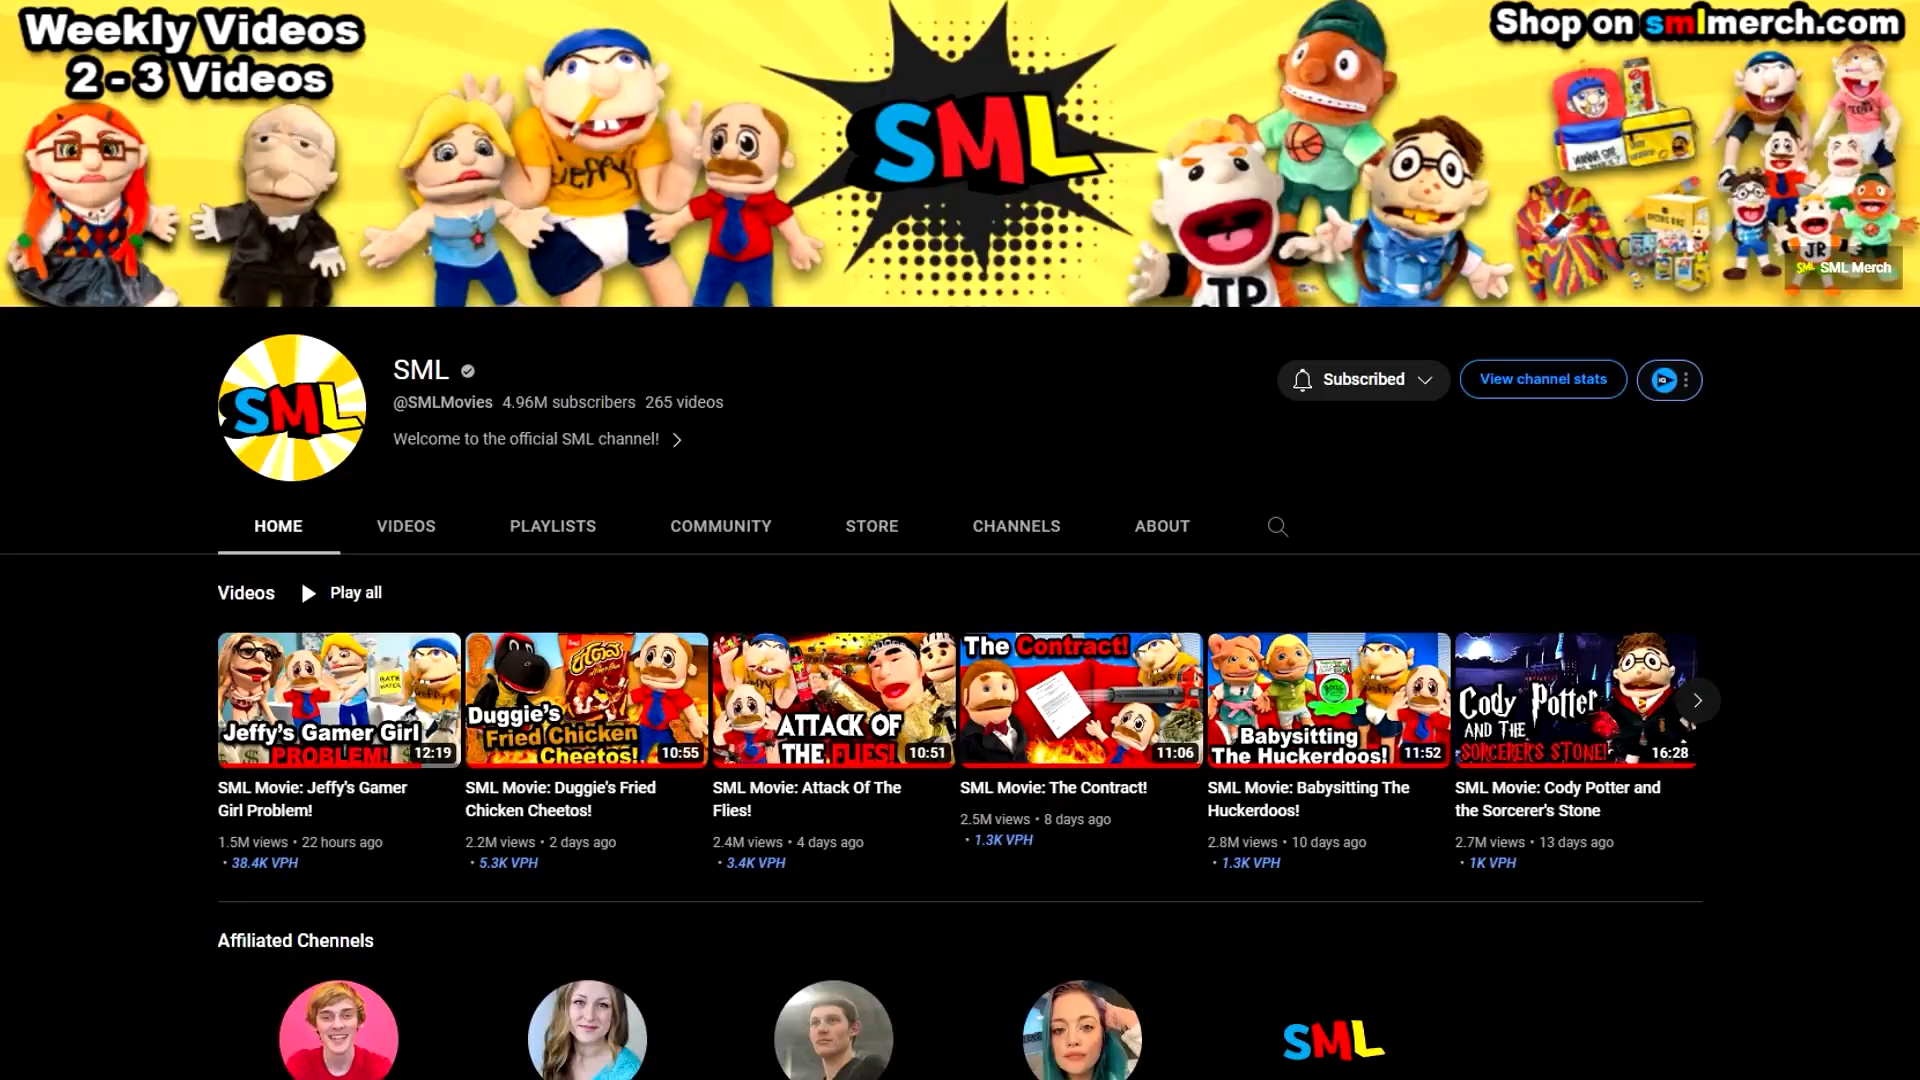 Weekly Videos
2 - 3 Videos
SML
Shop on smlmerch.com
Jeffy
JR
SML Merch
SML
SML
@SMLMovies 4.96M subscribers 265 videos
Welcome to the official SML channel!
Subscribed
View channel stats
HOME VIDEOS PLAYLISTS COMMUNITY STORE CHANNELS ABOUT
Videos Play all
BATH
WATER
Jeffy's Gamer Girl
PROBLEM!
12:19
Duggie's
Fried Chicken
Cheetos!
10:55
ATTACK OF
THE FLIES!
10:51
The Contract!
11:06
Babysitting
The Huckerdoos!
11:52
Cody Potter
AND THE
SORCERER'S STONE!
16:28
SML Movie: Jeffy's Gamer
Girl Problem!
1.5M views • 22 hours ago
• 38.4K VPH
SML Movie: Duggie's Fried
Chicken Cheetos!
2.2M views • 2 days ago
• 5.3K VPH
SML Movie: Attack Of The
Flies!
2.4M views • 4 days ago
• 3.4K VPH
SML Movie: The Contract!
2.5M views • 8 days ago
• 1.3K VPH
SML Movie: Babysitting The
Huckerdoos!
2.8M views • 10 days ago
• 1.3K VPH
SML Movie: Cody Potter and
the Sorcerer's Stone
2.7M views • 13 days ago
• 1K VPH
Affiliated Chennels
SML